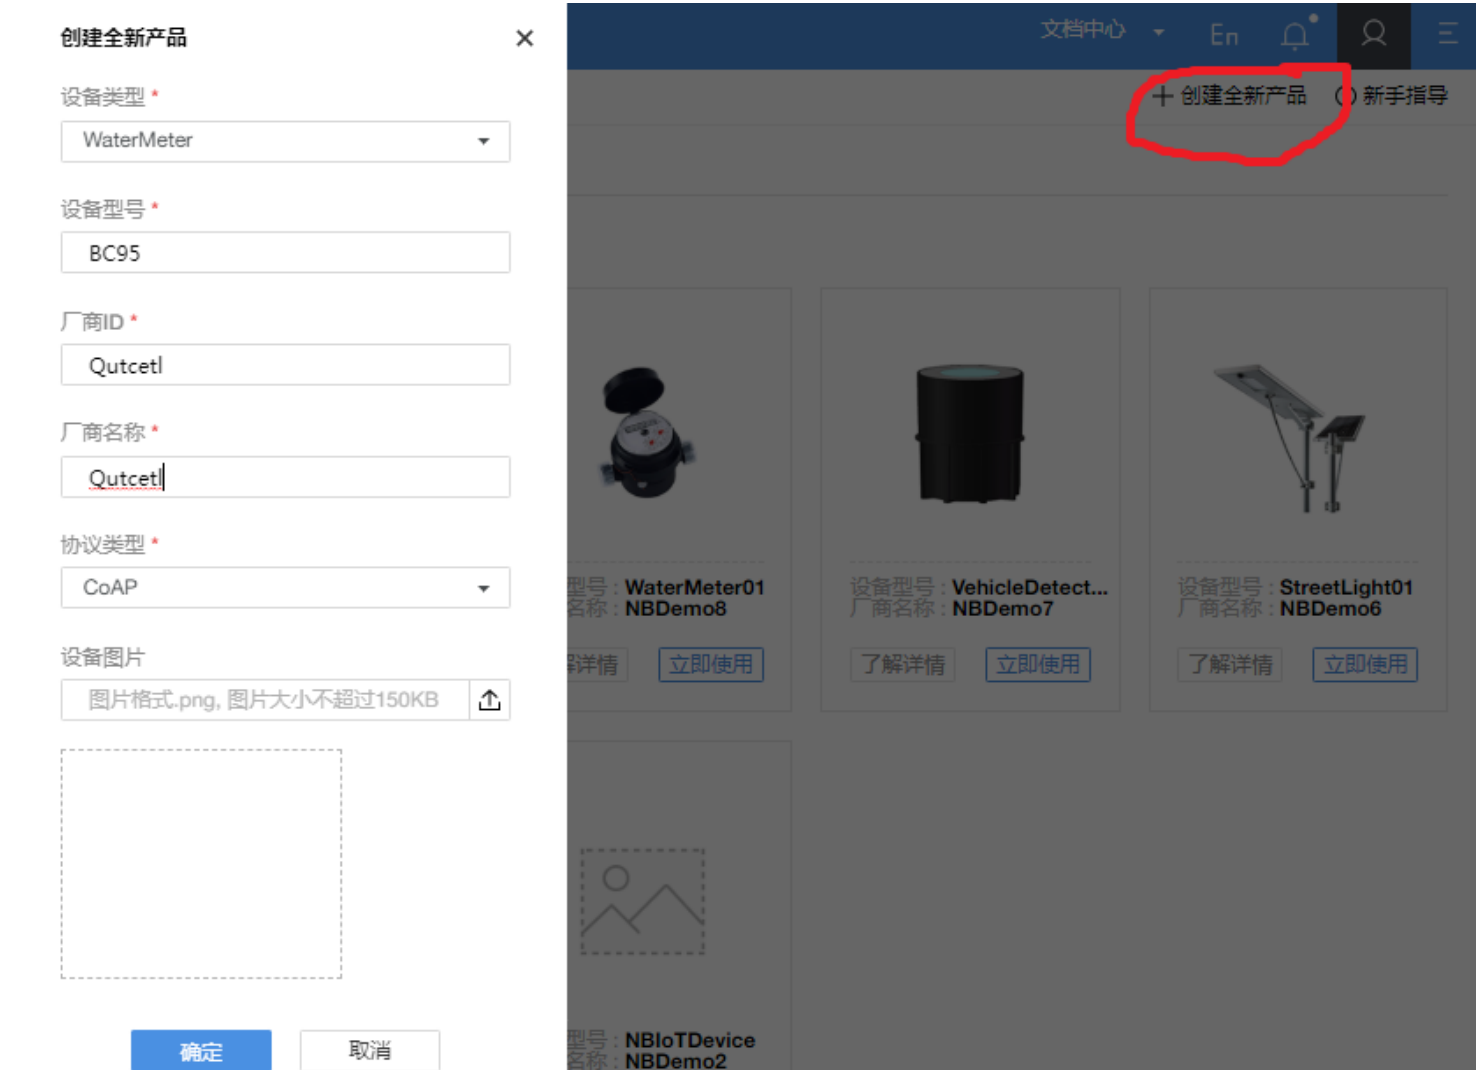 创建全新产品
设备类型 *
WaterMeter
设备型号 *
BC95
厂商ID *
Qutcetl
厂商名称 *
Qutcetl
协议类型 *
CoAP
设备图片
图片格式.png, 图片大小不超过150KB
确定 取消
文档中心 En
创建全新产品 新手指导
型号 : WaterMeter01
名称 : NBDemo8
解详情 立即使用
设备型号 : VehicleDetect...
厂商名称 : NBDemo7
了解详情 立即使用
设备型号 : StreetLight01
厂商名称 : NBDemo6
了解详情 立即使用
型号 : NBIoTDevice
名称 : NBDemo2